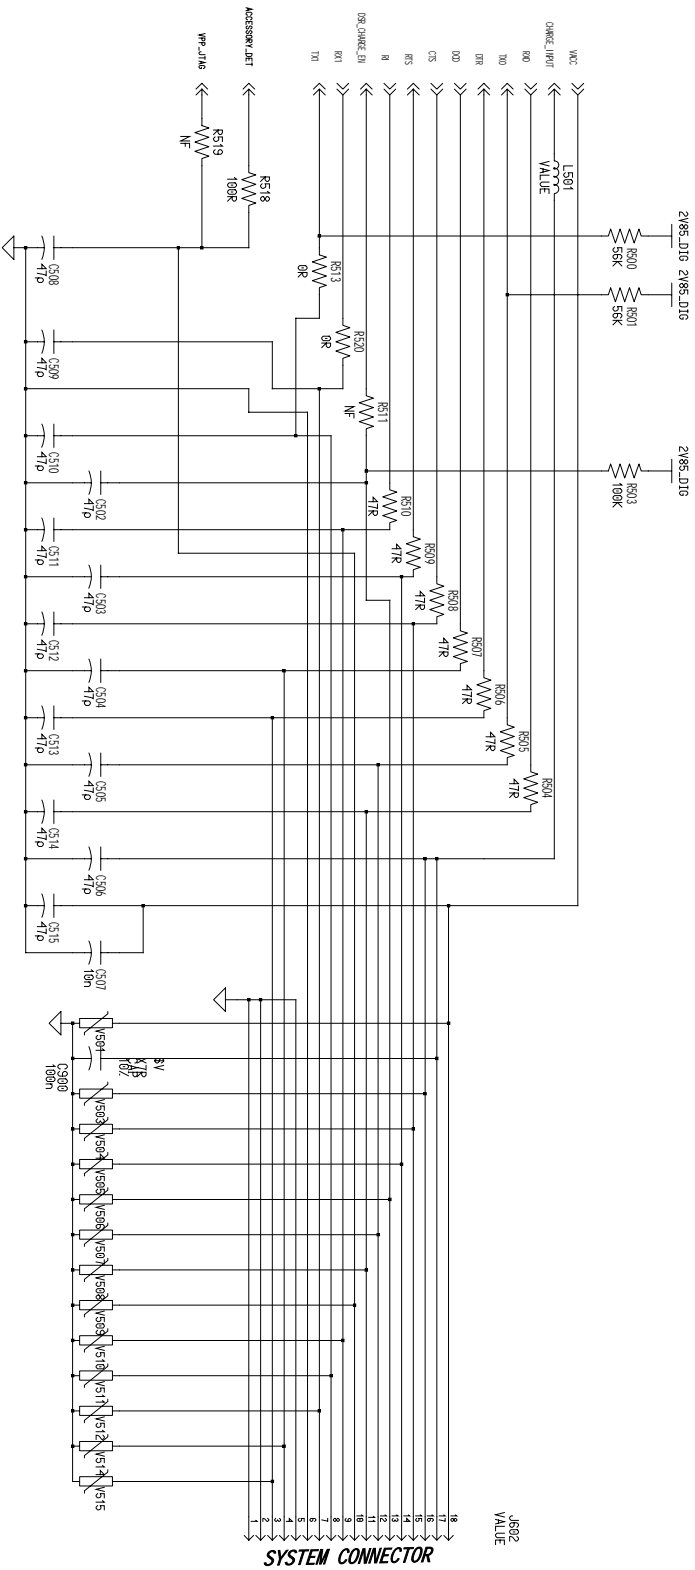 VACC
CHARGE_INPUT
RXD
TXD
DTR
DCD
CTS
RTS
RI
DSR_CHARGE_EN
RX1
TX1
ACCESSORY_DET
VPP_JTAG
2V85_DIG
2V85_DIG
2V85_DIG
R500
56K
R501
56K
R503
100K
L501
VALUE
R519
NF
R518
100R
R513
0R
R520
0R
R511
NF
R510
47R
R509
47R
R508
47R
R507
47R
R506
47R
R505
47R
R504
47R
C508
47p
C509
47p
C510
47p
C502
47p
C511
47p
C503
47p
C512
47p
C504
47p
C513
47p
C505
47p
C514
47p
C506
47p
C515
47p
C507
10n
V501
6V
X7R
10%
C900
100n
V503
V504
V505
V506
V507
V508
V509
V510
V511
V512
V514
V515
18
17
16
15
14
13
12
11
10
9
8
7
6
5
4
3
2
1
J602
VALUE
SYSTEM CONNECTOR